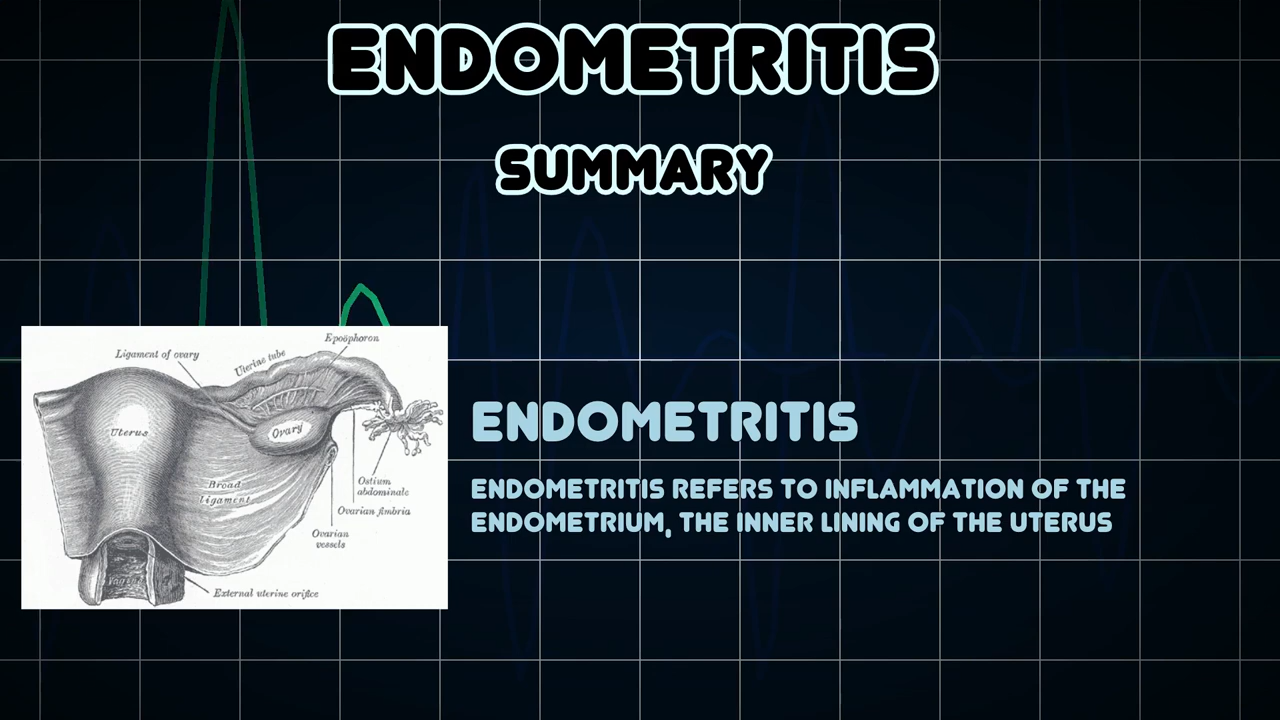 ENDOMETRITIS
SUMMARY
Ligament of ovary
Uterine tube
Epoöphoron
Uterus
Ovary
Broad
ligament
Ostium
abdominale
Ovarian fimbria
Ovarian
vessels
Vagina
External uterine orifice
ENDOMETRITIS
ENDOMETRITIS REFERS TO INFLAMMATION OF THE
ENDOMETRIUM, THE INNER LINING OF THE UTERUS